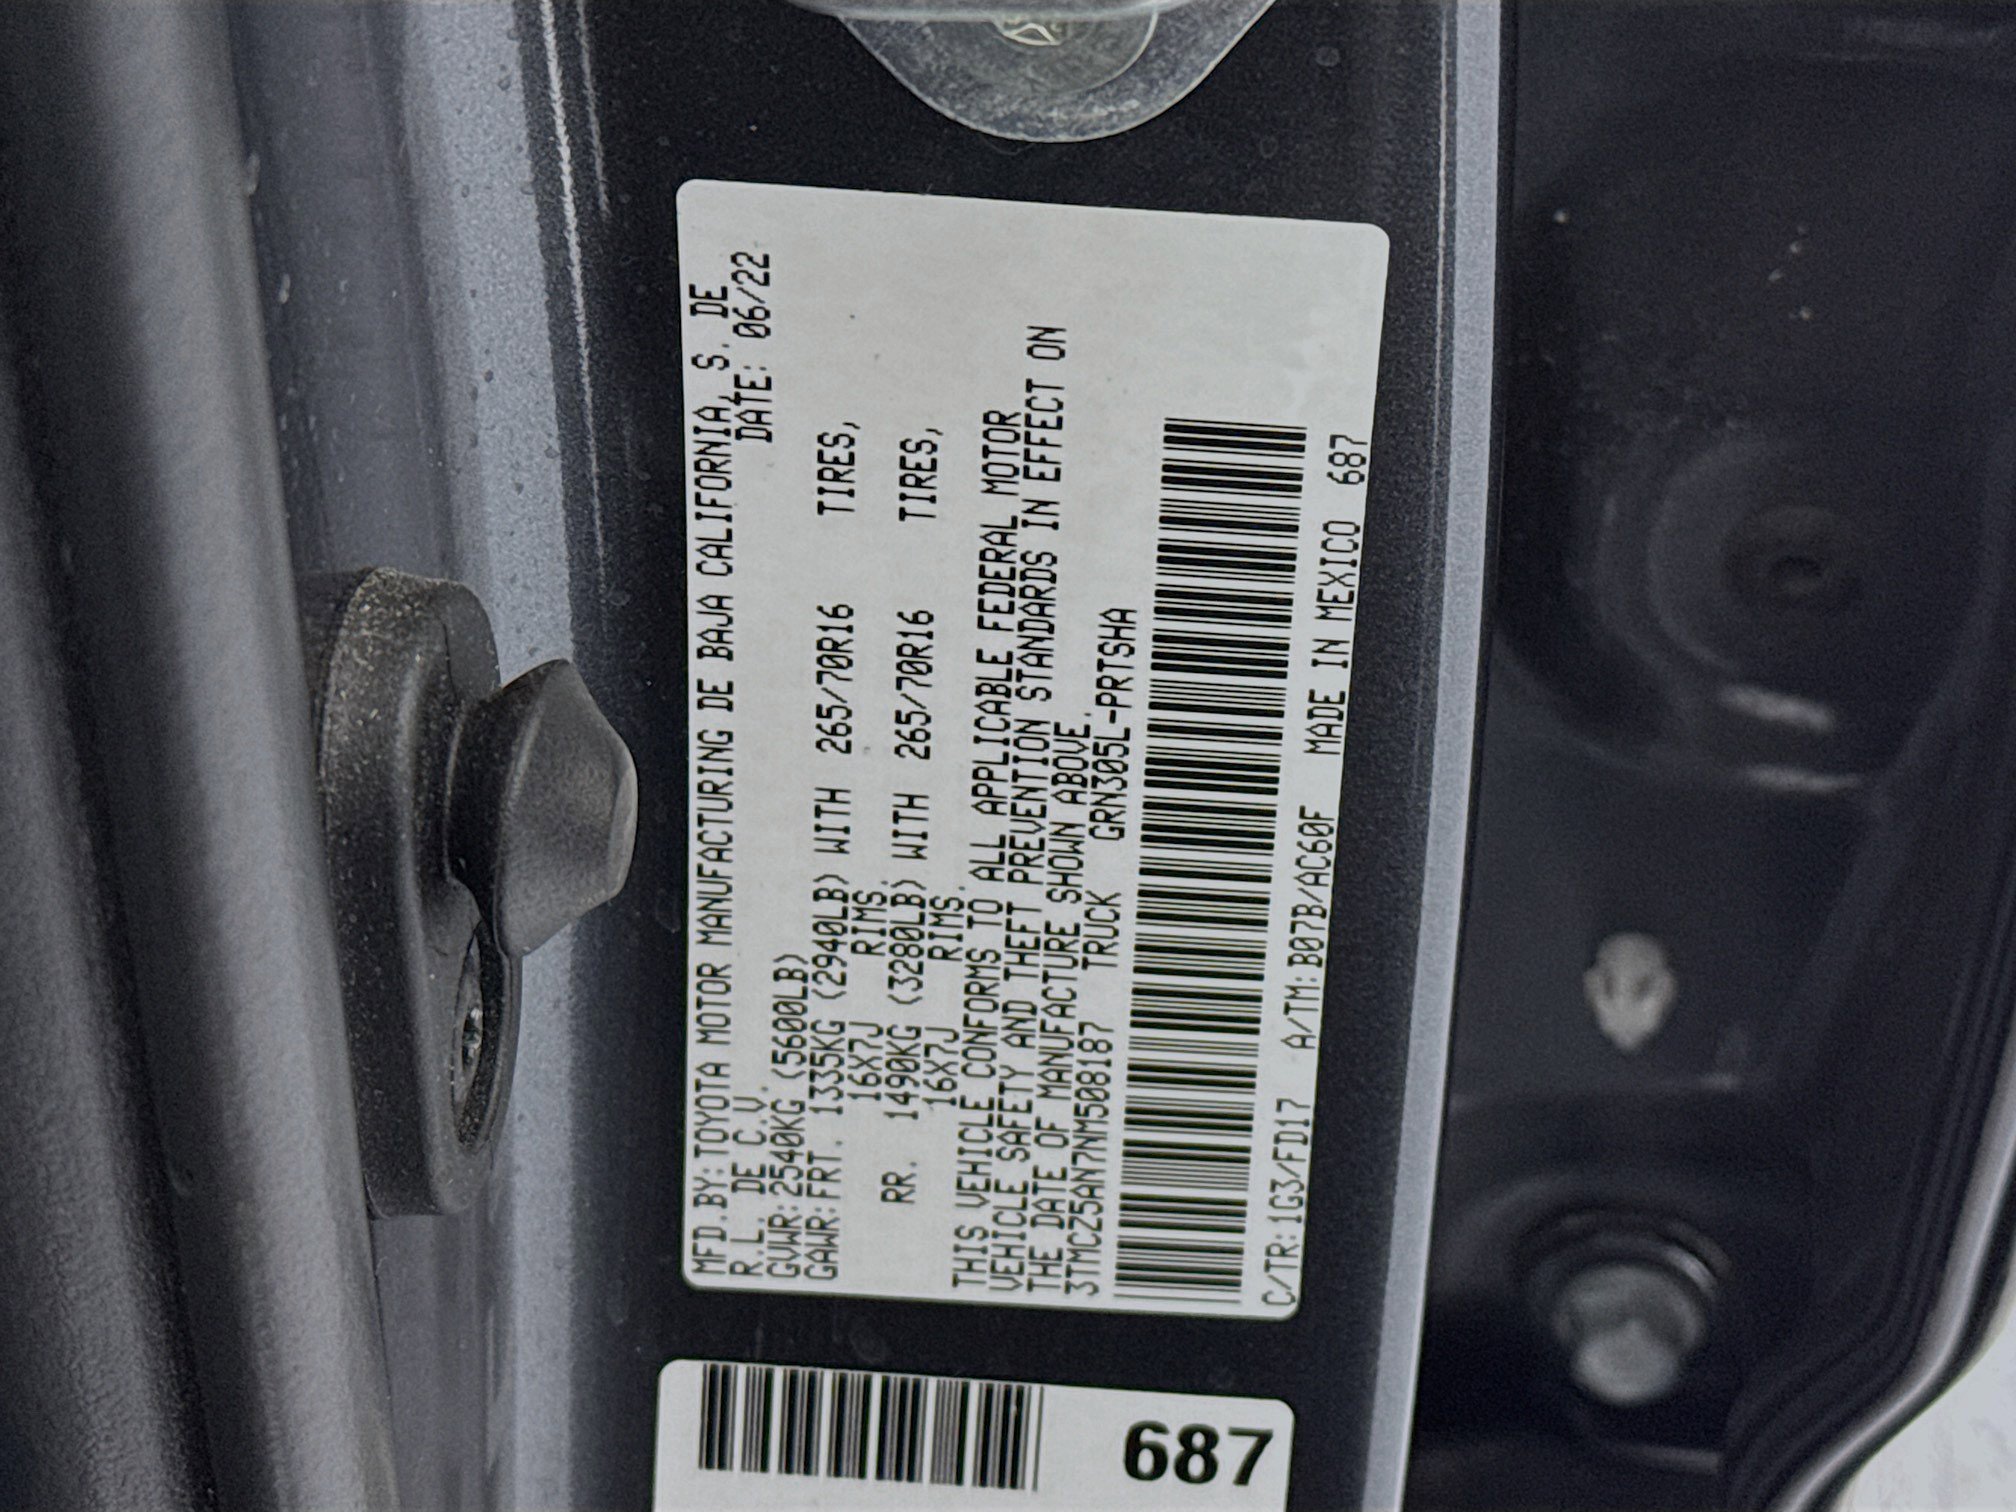 MFD.BY:TOYOTA MOTOR MANUFACTURING DE BAJA CALIFORNIA, S. DE
R.L. DE C.V. DATE: 06/22
GVWR:2540KG (5600LB)
GAWR:FRT. 1335KG (2940LB) WITH 265/70R16 TIRES,
16X7J RIMS.
RR. 1490KG (3280LB) WITH 265/70R16 TIRES,
16X7J RIMS.
THIS VEHICLE CONFORMS TO ALL APPLICABLE FEDERAL MOTOR
VEHICLE SAFETY AND THEFT PREVENTION STANDARDS IN EFFECT ON
THE DATE OF MANUFACTURE SHOWN ABOVE.
3TMCZ5AN7NM508187 TRUCK GRN305L-PRTSHA
C/TR:1G3/FD17 A/TM:B07B/AC60F MADE IN MEXICO 687
687